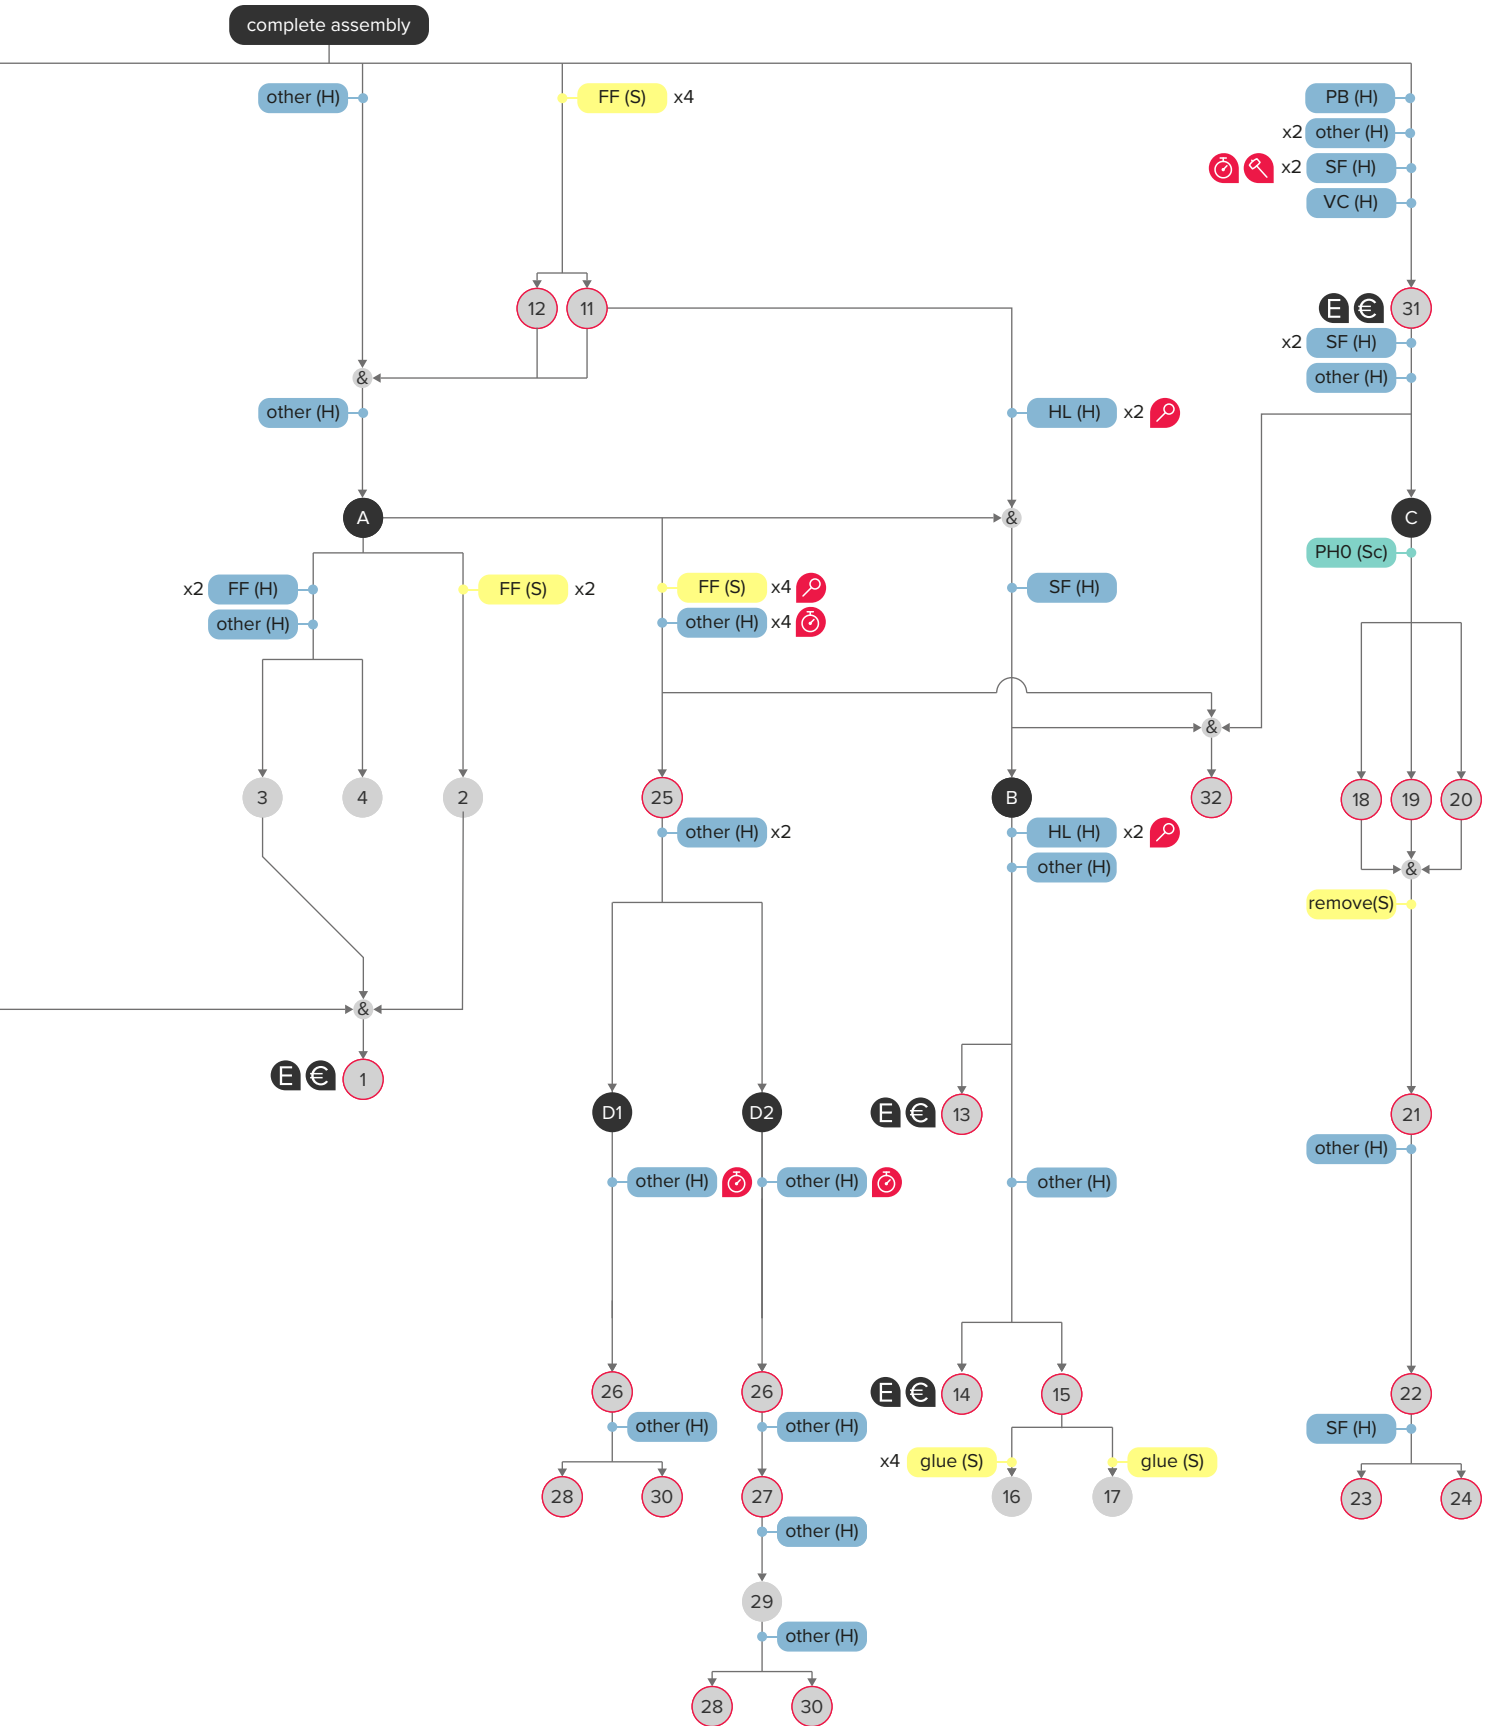 complete assembly
other (H)
FF (S) x4
PB (H)
x2 other (H)
x2 SF (H)
VC (H)
12
11
E € 31
x2 SF (H)
&
other (H)
other (H)
HL (H) x2
A
&
C
PH0 (Sc)
x2 FF (H)
FF (S) x2
FF (S) x4
SF (H)
other (H)
other (H) x4
&
3
4
2
25
B
32
18
19
20
other (H) x2
HL (H) x2
other (H)
&
remove(S)
&
E € 1
D1
D2
E € 13
21
other (H)
other (H)
other (H)
other (H)
26
26
E € 14
15
22
other (H)
other (H)
SF (H)
x4 glue (S)
glue (S)
28
30
27
16
17
23
24
other (H)
29
other (H)
28
30